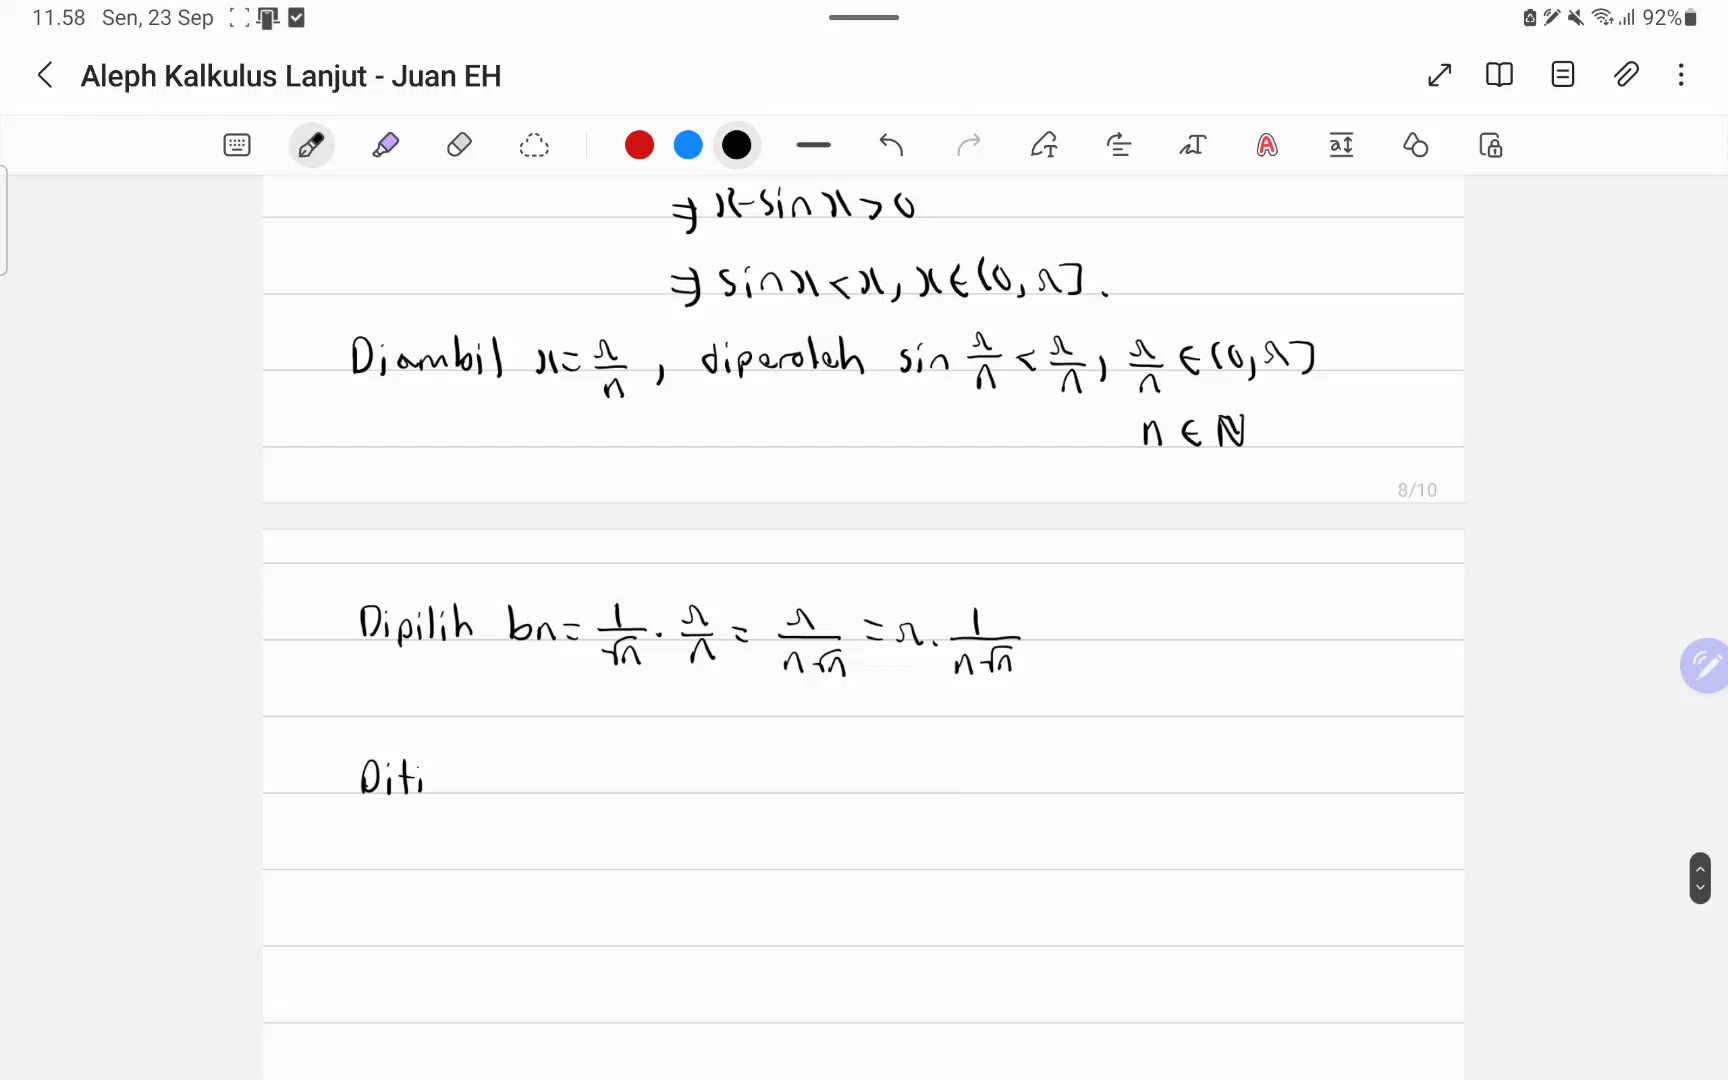 11.58 Sen, 23 Sep 92%
Aleph Kalkulus Lanjut - Juan EH
A a
⇒ x - sin x > 0
⇒ sin x < x, x ∈ (0, π].
Diambil x = π/n, diperoleh sin π/n < π/n, π/n ∈ (0, π]
n ∈ ℕ
8/10
Dipilih bn = 1/√n · π/n = π/(n√n) = π · 1/(n√n)
Diti